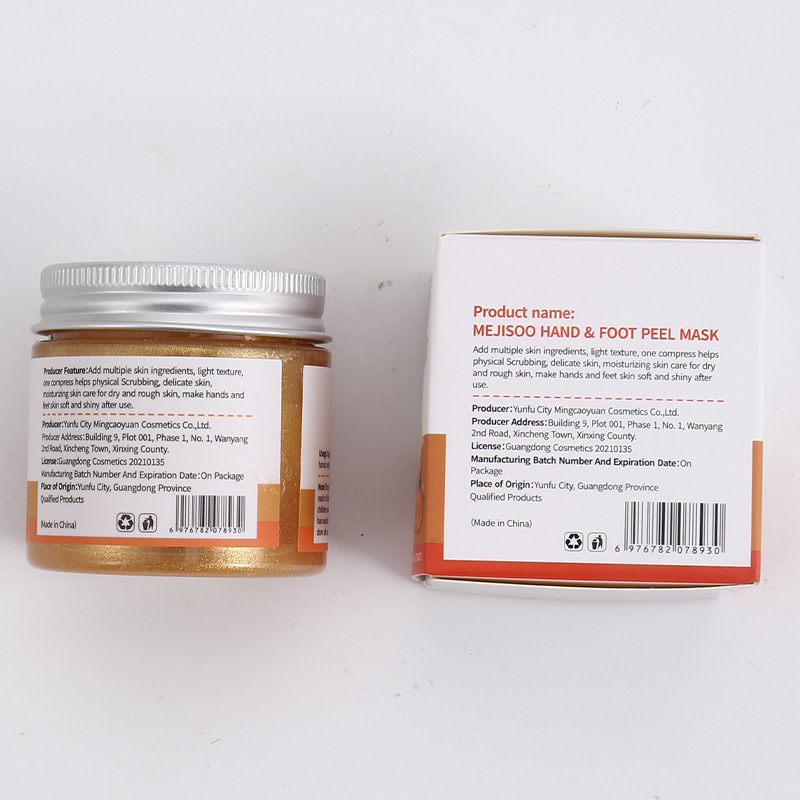 Producer Feature:Add multiple skin ingredients, light texture,
one compress helps physical Scrubbing, delicate skin,
moisturizing skin care for dry and rough skin, make hands and
feet skin soft and shiny after use.
Producer:Yunfu City Mingcaoyuan Cosmetics Co.,Ltd.
Producer Address:Building 9, Plot 001, Phase 1, No. 1, Wanyang
2nd Road, Xincheng Town, Xinxing County.
License:Guangdong Cosmetics 20210135
Manufacturing Batch Number And Expiration Date:On Package
Place of Origin:Yunfu City, Guangdong Province
Qualified Products
(Made in China)
6 976782 078930
Product name:
MEJISOO HAND & FOOT PEEL MASK
Add multiple skin ingredients, light texture, one compress helps
physical Scrubbing, delicate skin, moisturizing skin care for dry
and rough skin, make hands and feet skin soft and shiny after
use.
Producer:Yunfu City Mingcaoyuan Cosmetics Co.,Ltd.
Producer Address:Building 9, Plot 001, Phase 1, No. 1, Wanyang
2nd Road, Xincheng Town, Xinxing County.
License:Guangdong Cosmetics 20210135
Manufacturing Batch Number And Expiration Date:On
Package
Place of Origin:Yunfu City, Guangdong Province
Qualified Products
(Made in China)
6 976782 078930